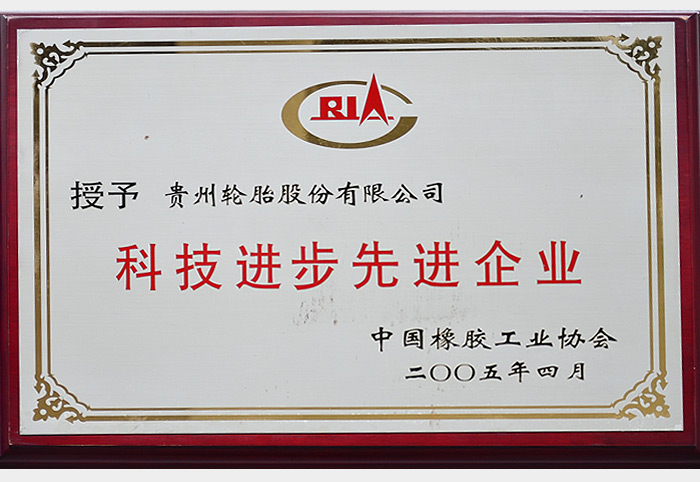 CRIA
授予 贵州轮胎股份有限公司
科技进步先进企业
中国橡胶工业协会
二〇〇五年四月